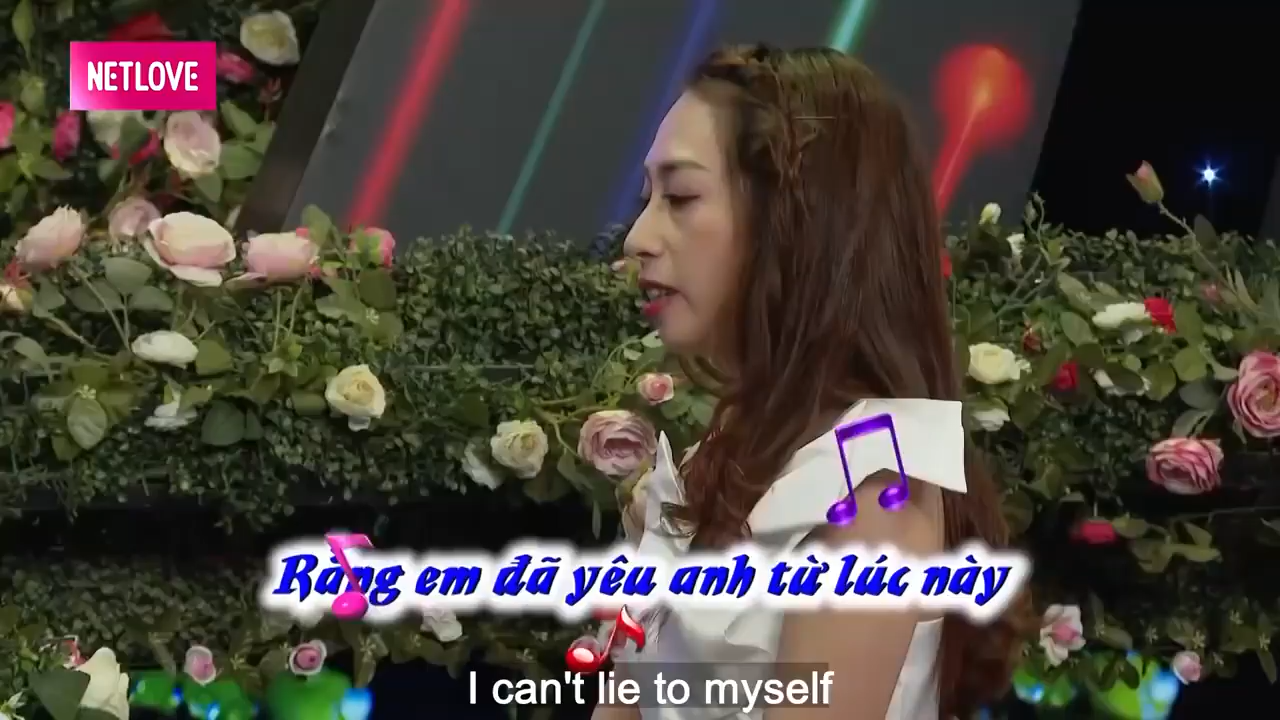 NETLOVE
Rằng em đã yêu anh từ lúc này
I can't lie to myself